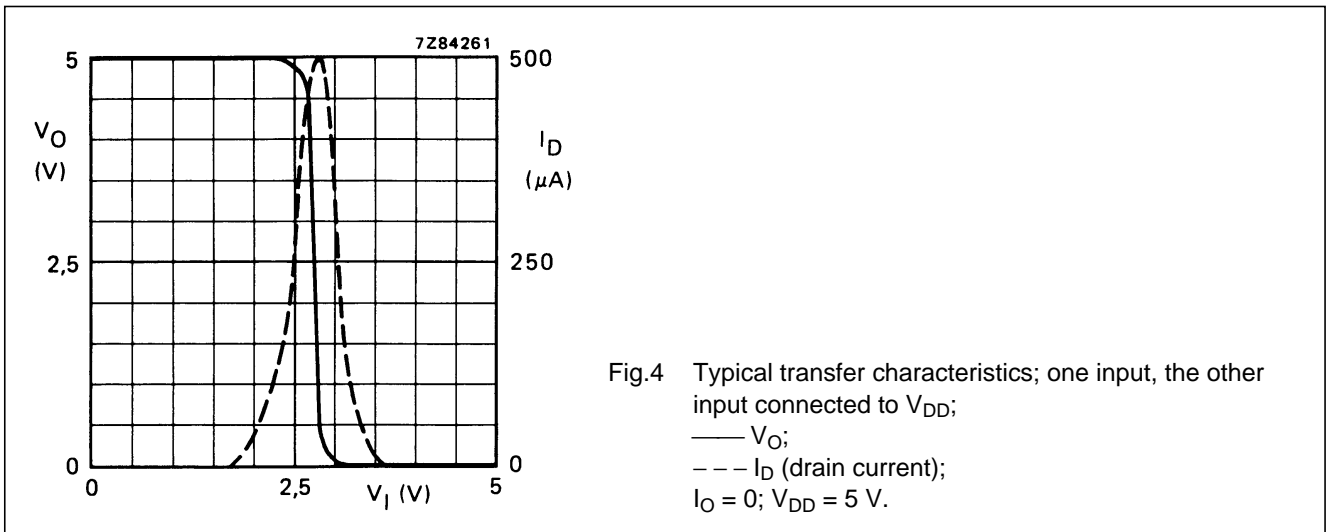 7Z84261
5
500
V_O
(V)
I_D
(μA)
2,5
250
0
0
0
2,5
V_I (V)
5
Fig.4 Typical transfer characteristics; one input, the other
input connected to V_DD;
—— V_O;
– – – I_D (drain current);
I_O = 0; V_DD = 5 V.